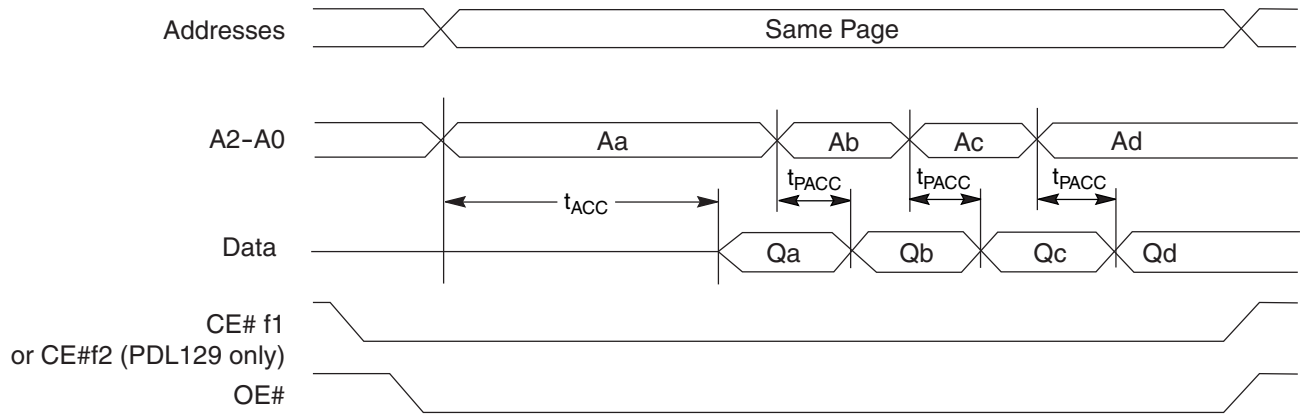 Addresses
Same Page
A2–A0
Aa
Ab
Ac
Ad
tACC
tPACC
tPACC
tPACC
Data
Qa
Qb
Qc
Qd
CE# f1
or CE#f2 (PDL129 only)
OE#